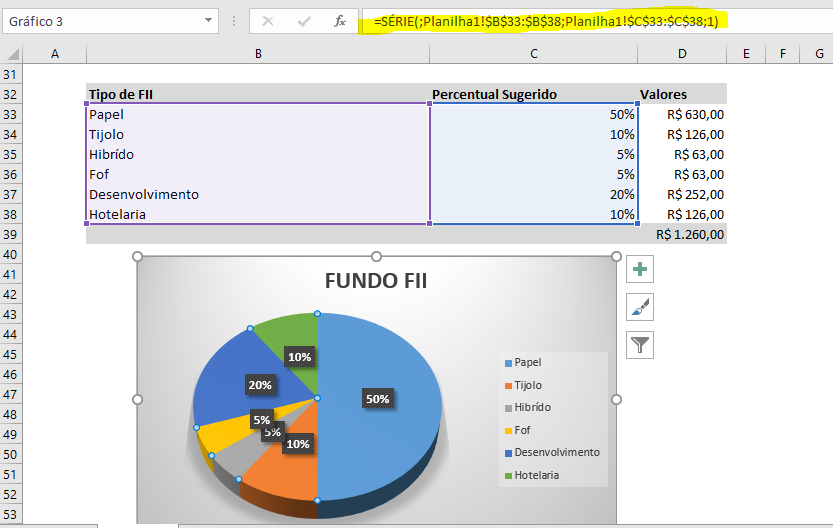 Gráfico 3
fx
=SÉRIE(;Planilha1!$B$33:$B$38;Planilha1!$C$33:$C$38;1)
A B C D E F G
31
32 Tipo de FII Percentual Sugerido Valores
33 Papel 50% R$ 630,00
34 Tijolo 10% R$ 126,00
35 Hibrído 5% R$ 63,00
36 Fof 5% R$ 63,00
37 Desenvolvimento 20% R$ 252,00
38 Hotelaria 10% R$ 126,00
39 R$ 1.260,00
40
41
42
43
44
45
46
47
48
49
50
51
52
53
FUNDO FII
10%
20%
50%
5%
5%
10%
Papel
Tijolo
Hibrído
Fof
Desenvolvimento
Hotelaria